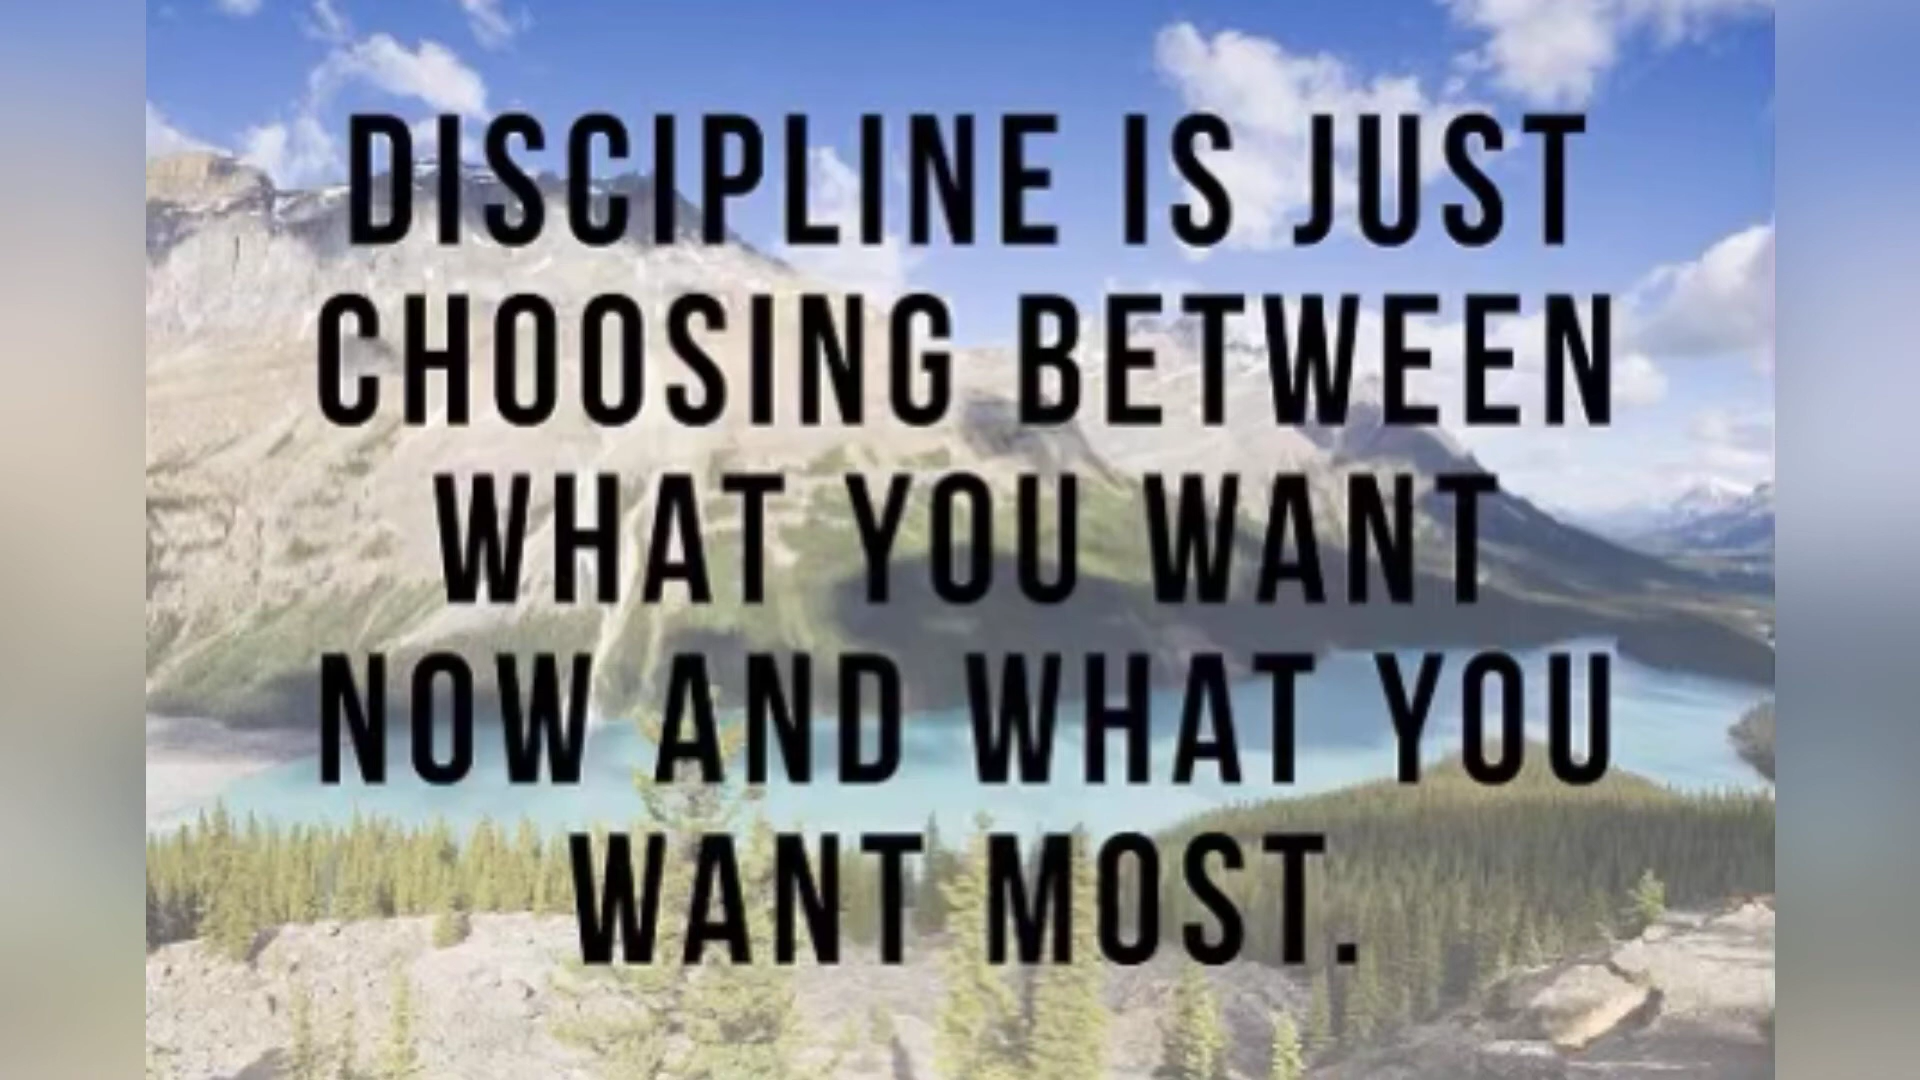 DISCIPLINE IS JUST
CHOOSING BETWEEN
WHAT YOU WANT
NOW AND WHAT YOU
WANT MOST.